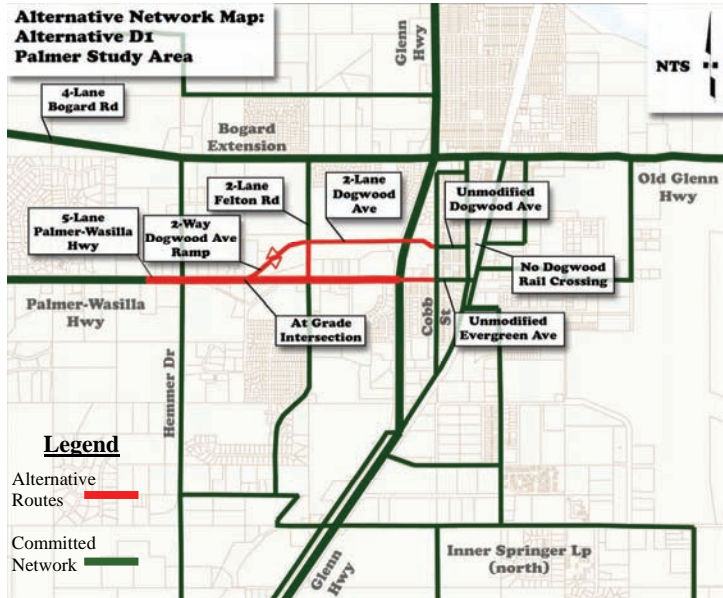 Alternative Network Map:
Alternative D1
Palmer Study Area
Glenn
Hwy
NTS
4-Lane
Bogard Rd
Bogard
Extension
2-Lane
Felton Rd
2-Lane
Dogwood
Ave
Unmodified
Dogwood Ave
Old Glenn
Hwy
5-Lane
Palmer-Wasilla
Hwy
2-Way
Dogwood Ave
Ramp
No Dogwood
Rail Crossing
Palmer-Wasilla
Hwy
At Grade
Intersection
Cobb
St
Unmodified
Evergreen Ave
Hemmer Dr
Legend
Alternative
Routes
Committed
Network
Glenn
Hwy
Inner Springer Lp
(north)